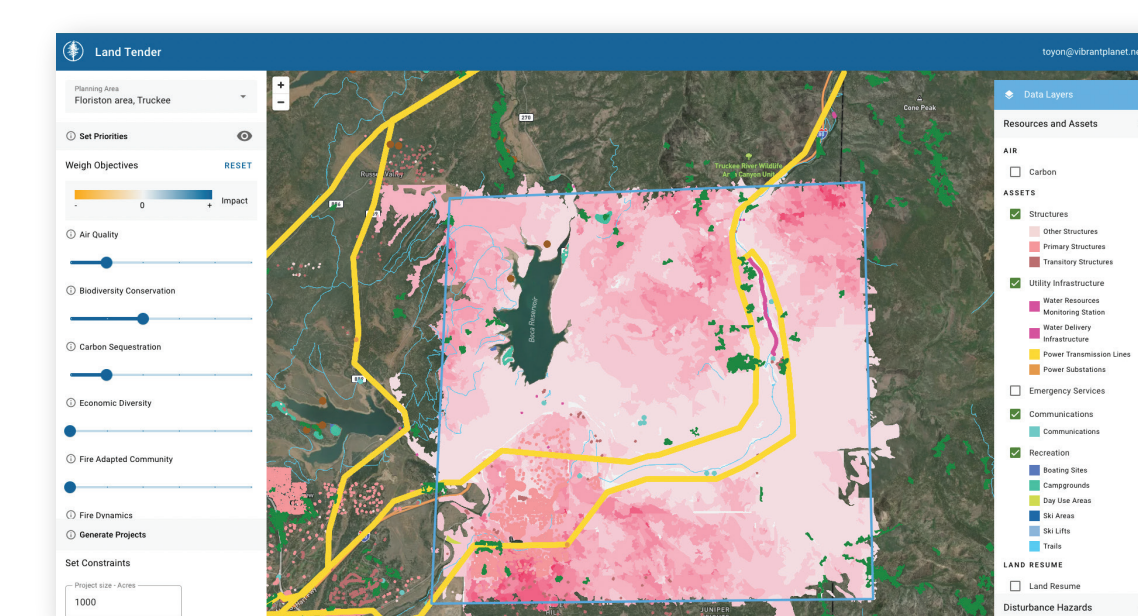 Land Tender
toyon@vibrantplanet.ne
Planning Area
Floriston area, Truckee
Set Priorities
Weigh Objectives
RESET
-
0
+
Impact
Air Quality
Biodiversity Conservation
Carbon Sequestration
Economic Diversity
Fire Adapted Community
Fire Dynamics
Generate Projects
Set Constraints
Project size - Acres
1000
+
−
270
Cone Peak
Truckee River Wildlife
Canyon Unit
Boca Reservoir
JUNIPER
Data Layers
Resources and Assets
AIR
Carbon
ASSETS
Structures
Other Structures
Primary Structures
Transitory Structures
Utility Infrastructure
Water Resources
Monitoring Station
Water Delivery
Infrastructure
Power Transmission Lines
Power Substations
Emergency Services
Communications
Communications
Recreation
Boating Sites
Campgrounds
Day Use Areas
Ski Areas
Ski Lifts
Trails
LAND RESUME
Land Resume
Disturbance Hazards